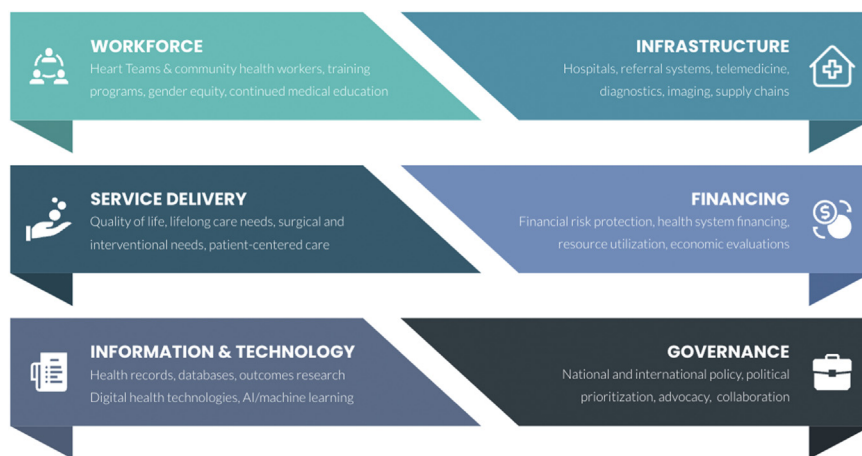 WORKFORCE
Heart Teams & community health workers, training
programs, gender equity, continued medical education
INFRASTRUCTURE
Hospitals, referral systems, telemedicine,
diagnostics, imaging, supply chains
SERVICE DELIVERY
Quality of life, lifelong care needs, surgical and
interventional needs, patient-centered care
FINANCING
Financial risk protection, health system financing,
resource utilization, economic evaluations
INFORMATION & TECHNOLOGY
Health records, databases, outcomes research
Digital health technologies, AI/machine learning
GOVERNANCE
National and international policy, political
prioritization, advocacy, collaboration